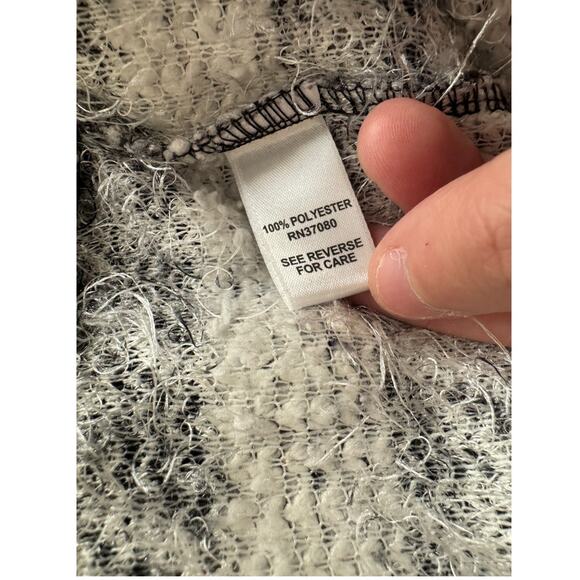 100% POLYESTER
RN37080
SEE REVERSE
FOR CARE